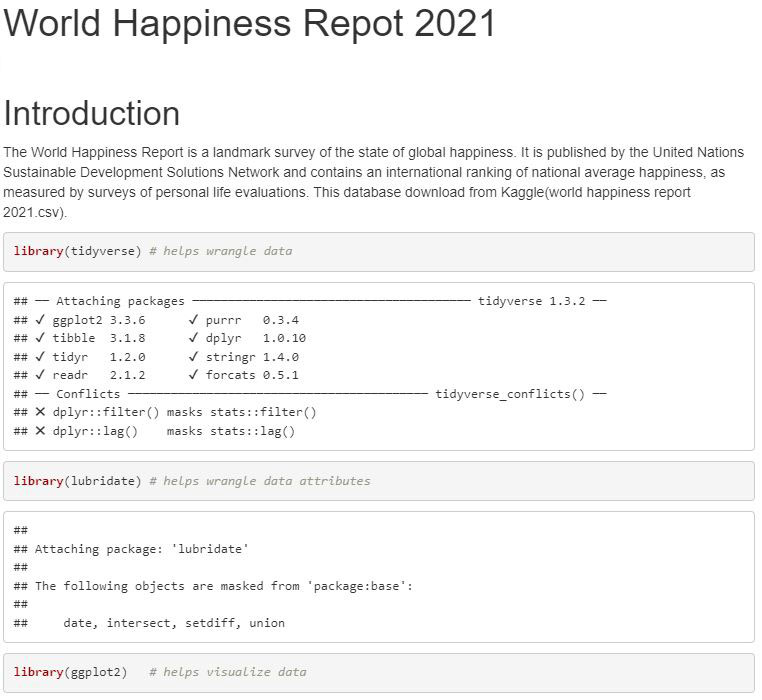 World Happiness Repot 2021
Introduction
The World Happiness Report is a landmark survey of the state of global happiness. It is published by the United Nations
Sustainable Development Solutions Network and contains an international ranking of national average happiness, as
measured by surveys of personal life evaluations. This database download from Kaggle(world happiness report
2021.csv).
library(tidyverse) # helps wrangle data
## ── Attaching packages ─────────────────────────────────────── tidyverse 1.3.2 ──
## ✓ ggplot2 3.3.6      ✓ purrr   0.3.4
## ✓ tibble  3.1.8      ✓ dplyr   1.0.10
## ✓ tidyr   1.2.0      ✓ stringr 1.4.0
## ✓ readr   2.1.2      ✓ forcats 0.5.1
## ── Conflicts ────────────────────────────────────────── tidyverse_conflicts() ──
## ✕ dplyr::filter() masks stats::filter()
## ✕ dplyr::lag()    masks stats::lag()
library(lubridate) # helps wrangle data attributes
##
## Attaching package: 'lubridate'
##
## The following objects are masked from 'package:base':
##
##     date, intersect, setdiff, union
library(ggplot2)   # helps visualize data